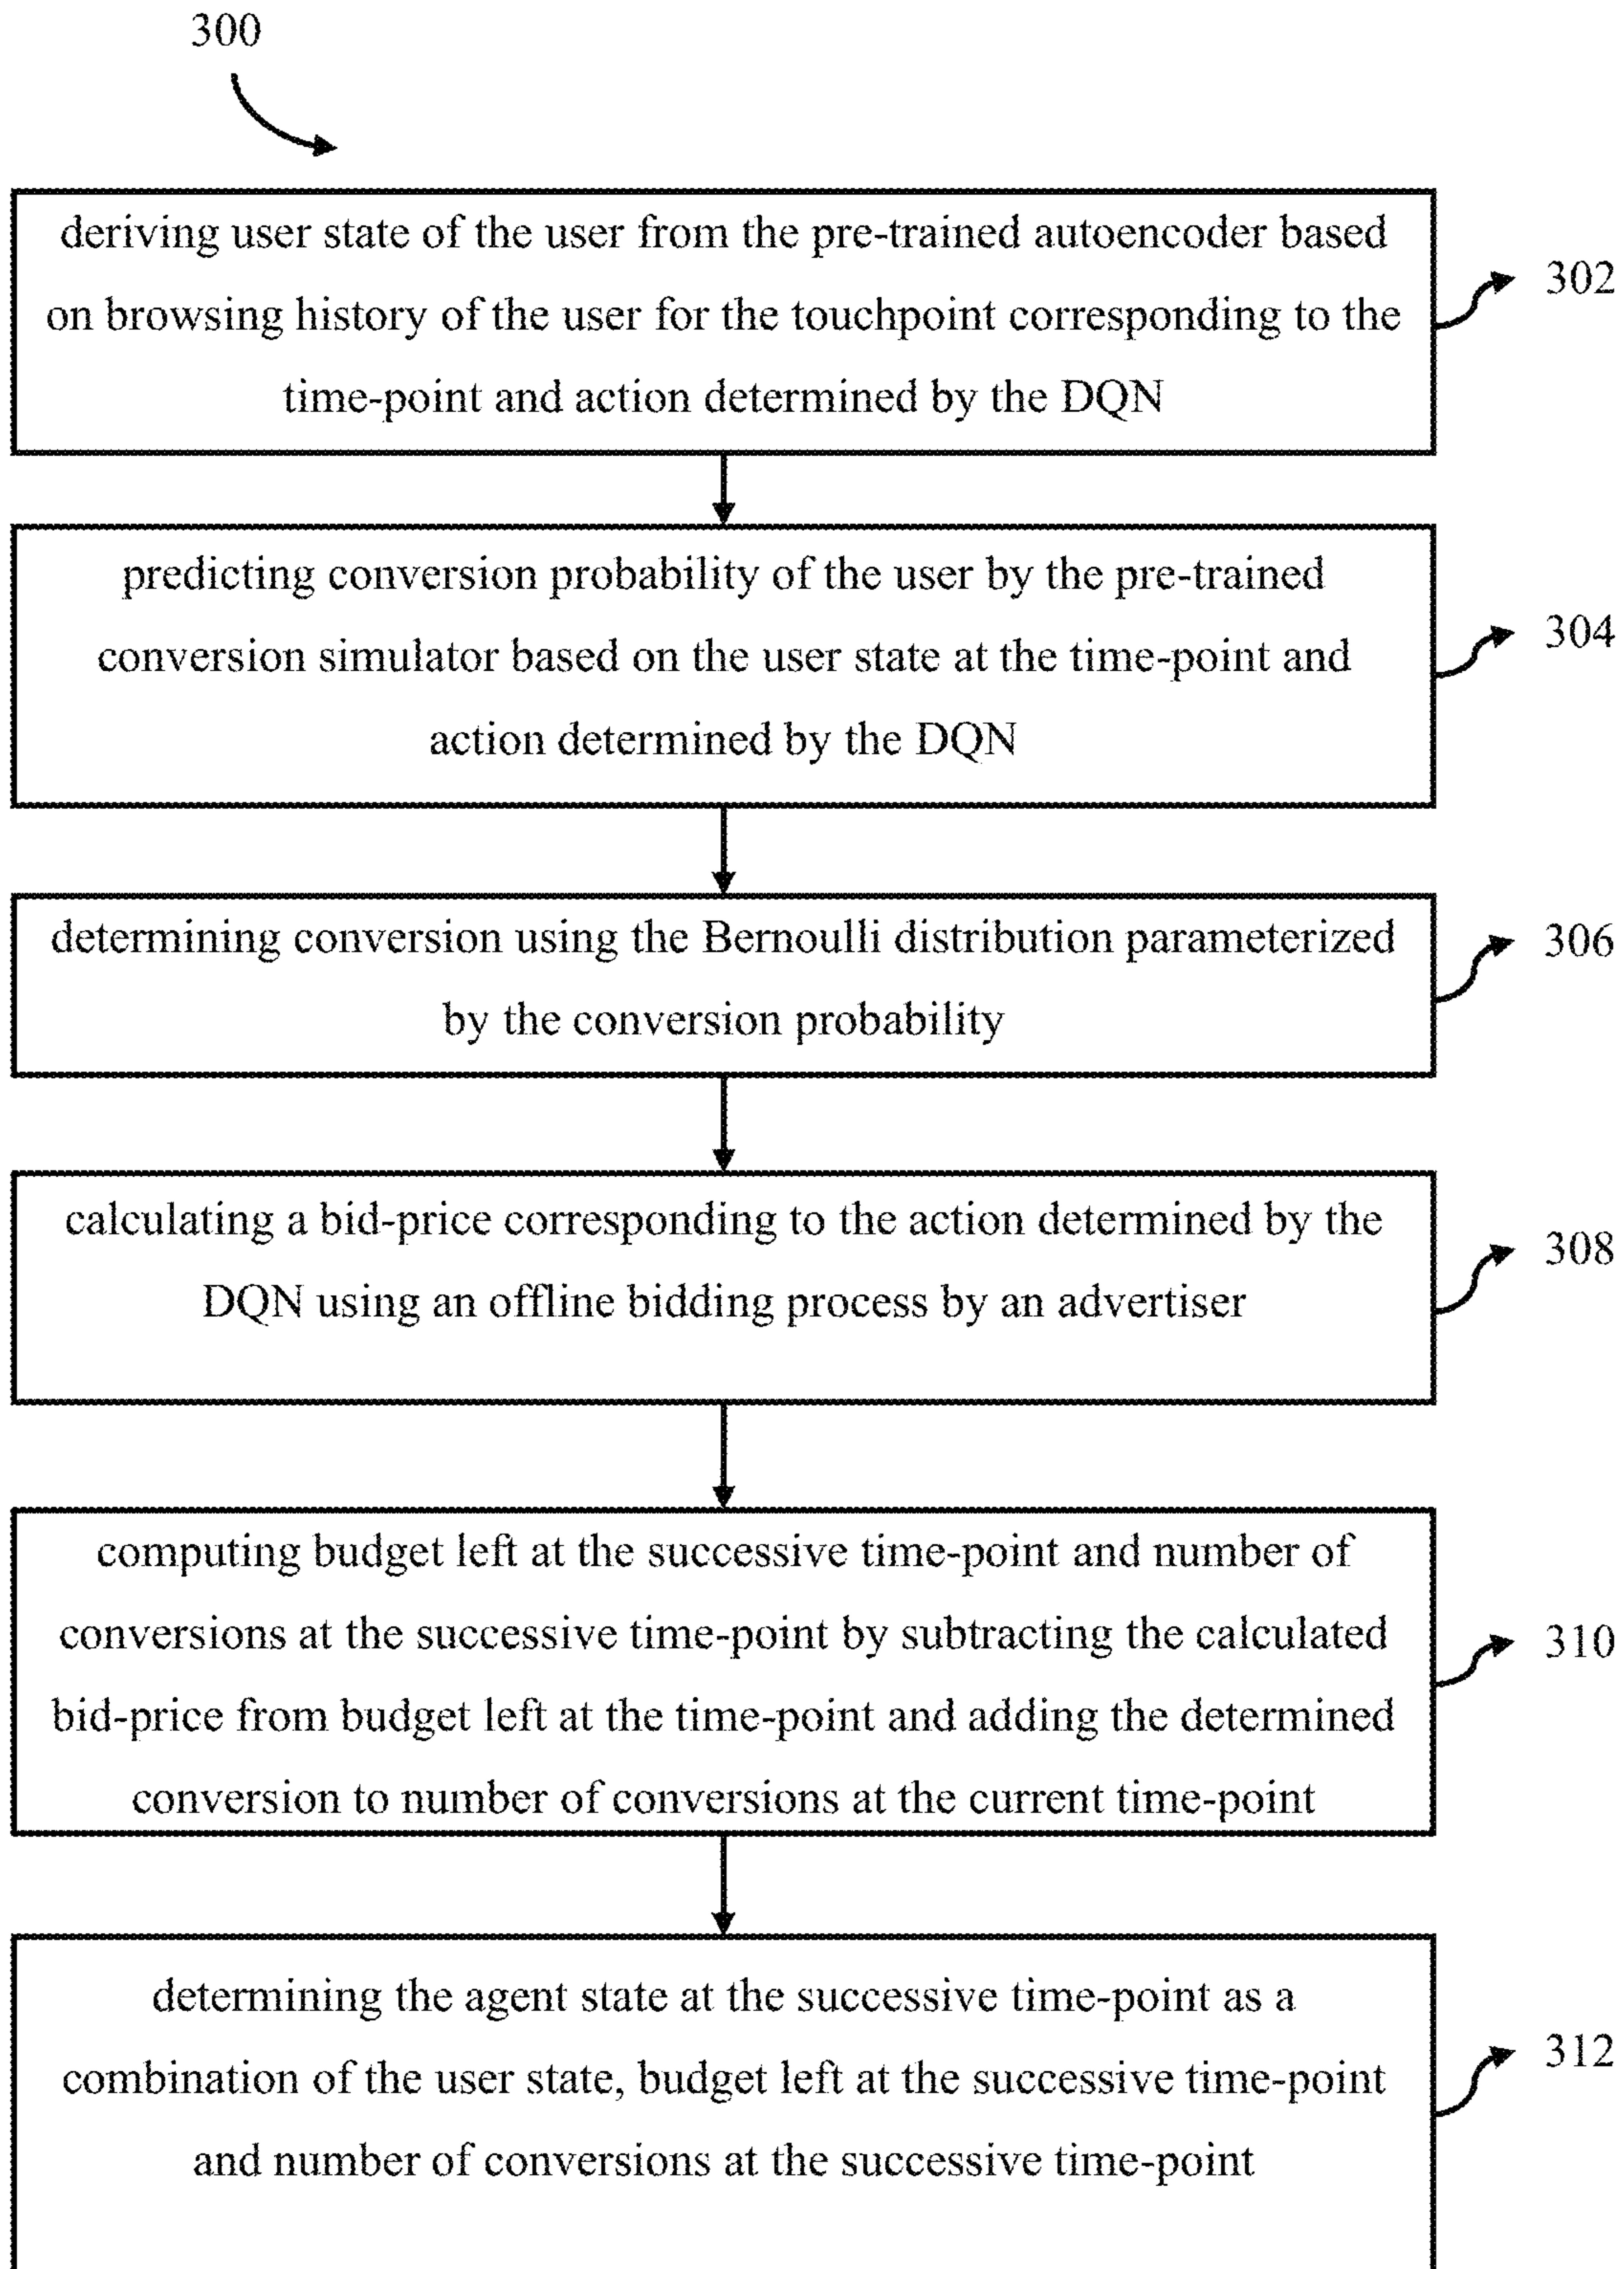 300
deriving user state of the user from the pre-trained autoencoder based
on browsing history of the user for the touchpoint corresponding to the
time-point and action determined by the DQN
302
predicting conversion probability of the user by the pre-trained
conversion simulator based on the user state at the time-point and
action determined by the DQN
304
determining conversion using the Bernoulli distribution parameterized
by the conversion probability
306
calculating a bid-price corresponding to the action determined by the
DQN using an offline bidding process by an advertiser
308
computing budget left at the successive time-point and number of
conversions at the successive time-point by subtracting the calculated
bid-price from budget left at the time-point and adding the determined
conversion to number of conversions at the current time-point
310
determining the agent state at the successive time-point as a
combination of the user state, budget left at the successive time-point
and number of conversions at the successive time-point
312